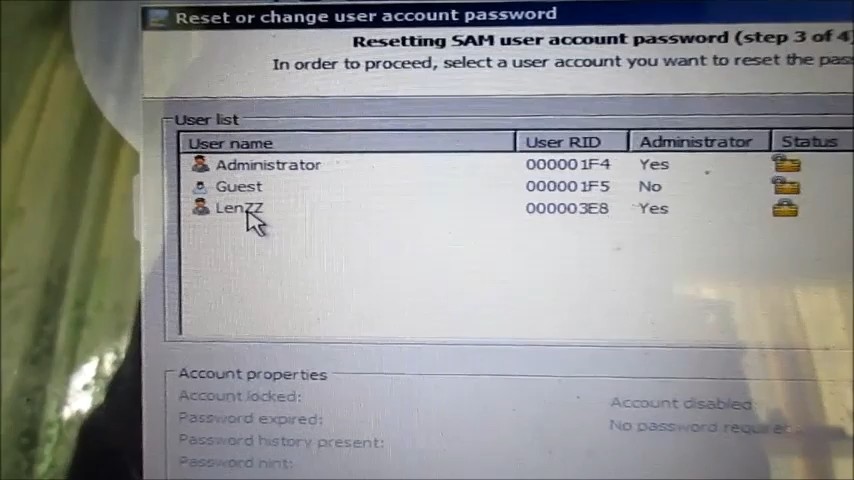 Reset or change user account password
Resetting SAM user account password (step 3 of 4)
In order to proceed, select a user account you want to reset the pas
User list
User name User RID Administrator Status
Administrator 000001F4 Yes
Guest 000001F5 No
LenZZ 000003E8 Yes
Account properties
Account locked: Account disabled:
Password expired: No password require
Password history present:
Password hint: